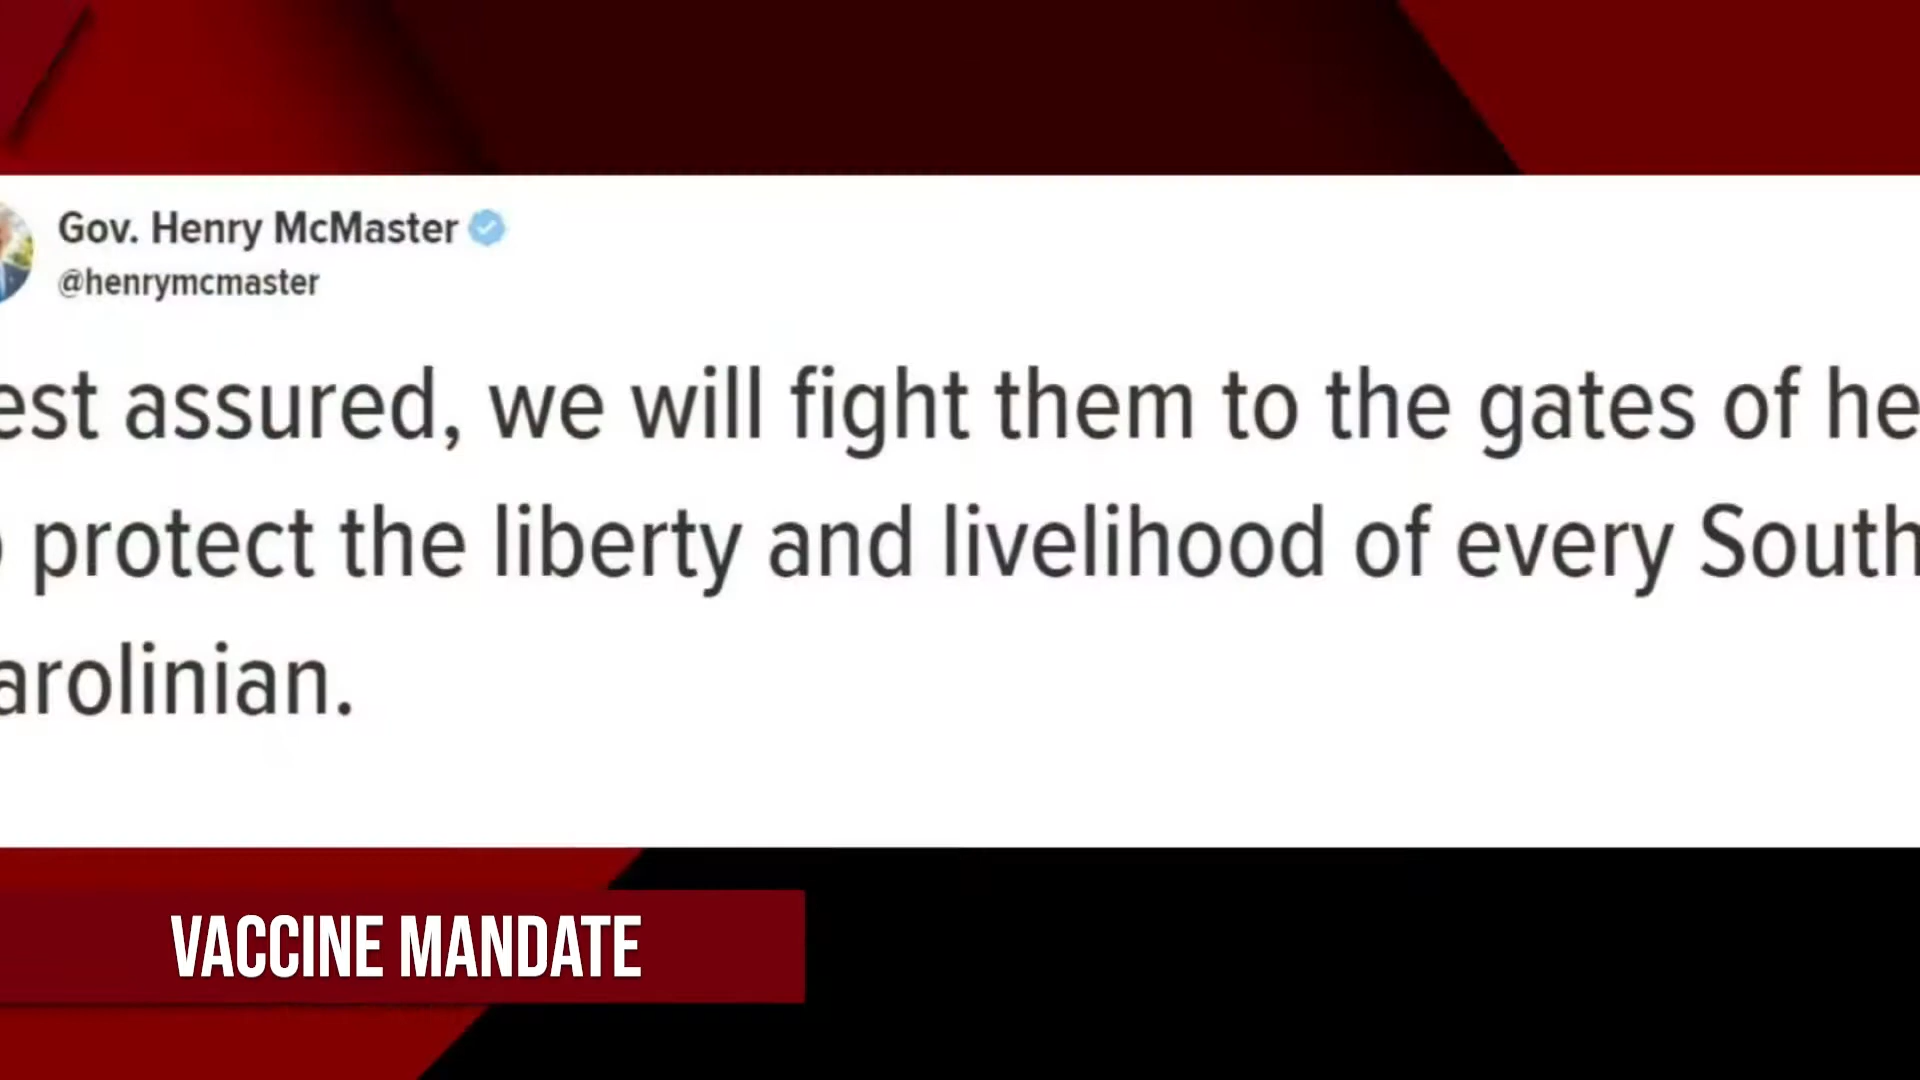 Gov. Henry McMaster
@henrymcmaster
est assured, we will fight them to the gates of he
protect the liberty and livelihood of every South
arolinian.
VACCINE MANDATE